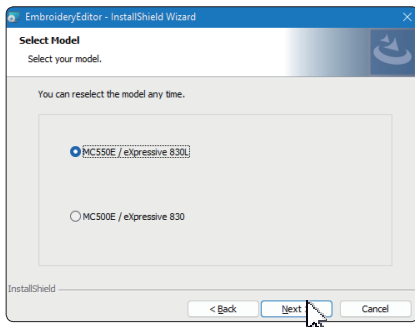 EmbroideryEditor - InstallShield Wizard
Select Model
Select your model.
You can reselect the model any time.
MC550E / eXpressive 830L
MC500E / eXpressive 830
InstallShield
< Back Next > Cancel